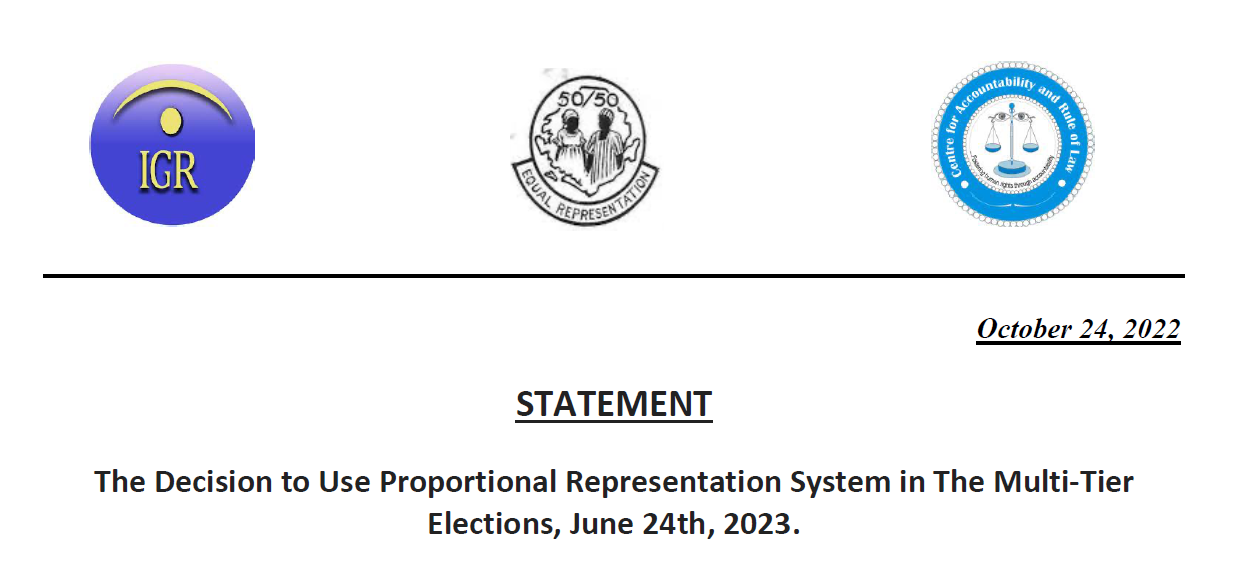 IGR
50/50
EQUAL REPRESENTATION
Centre for Accountability and Rule of Law
...Fostering human rights through accountability
October 24, 2022
STATEMENT
The Decision to Use Proportional Representation System in The Multi-Tier
Elections, June 24th, 2023.